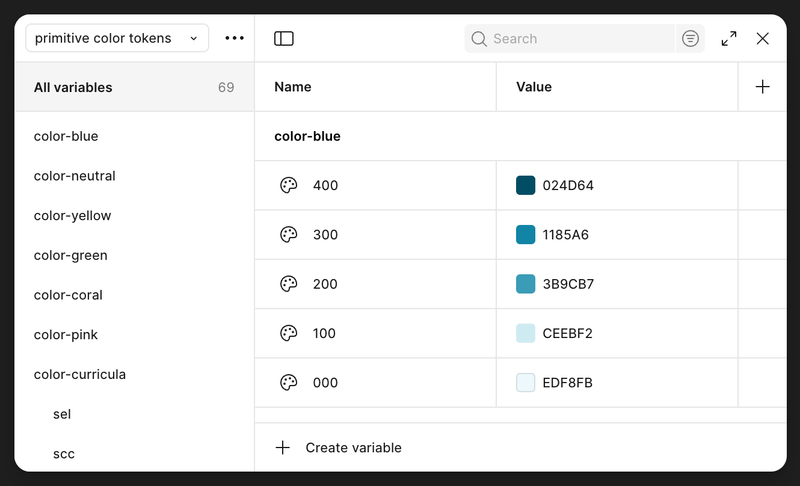 primitive color tokens
Search
All variables 69
Name Value
color-blue
color-neutral
color-yellow
color-green
color-coral
color-pink
color-curricula
sel
scc
color-blue
400 024D64
300 1185A6
200 3B9CB7
100 CEEBF2
000 EDF8FB
Create variable